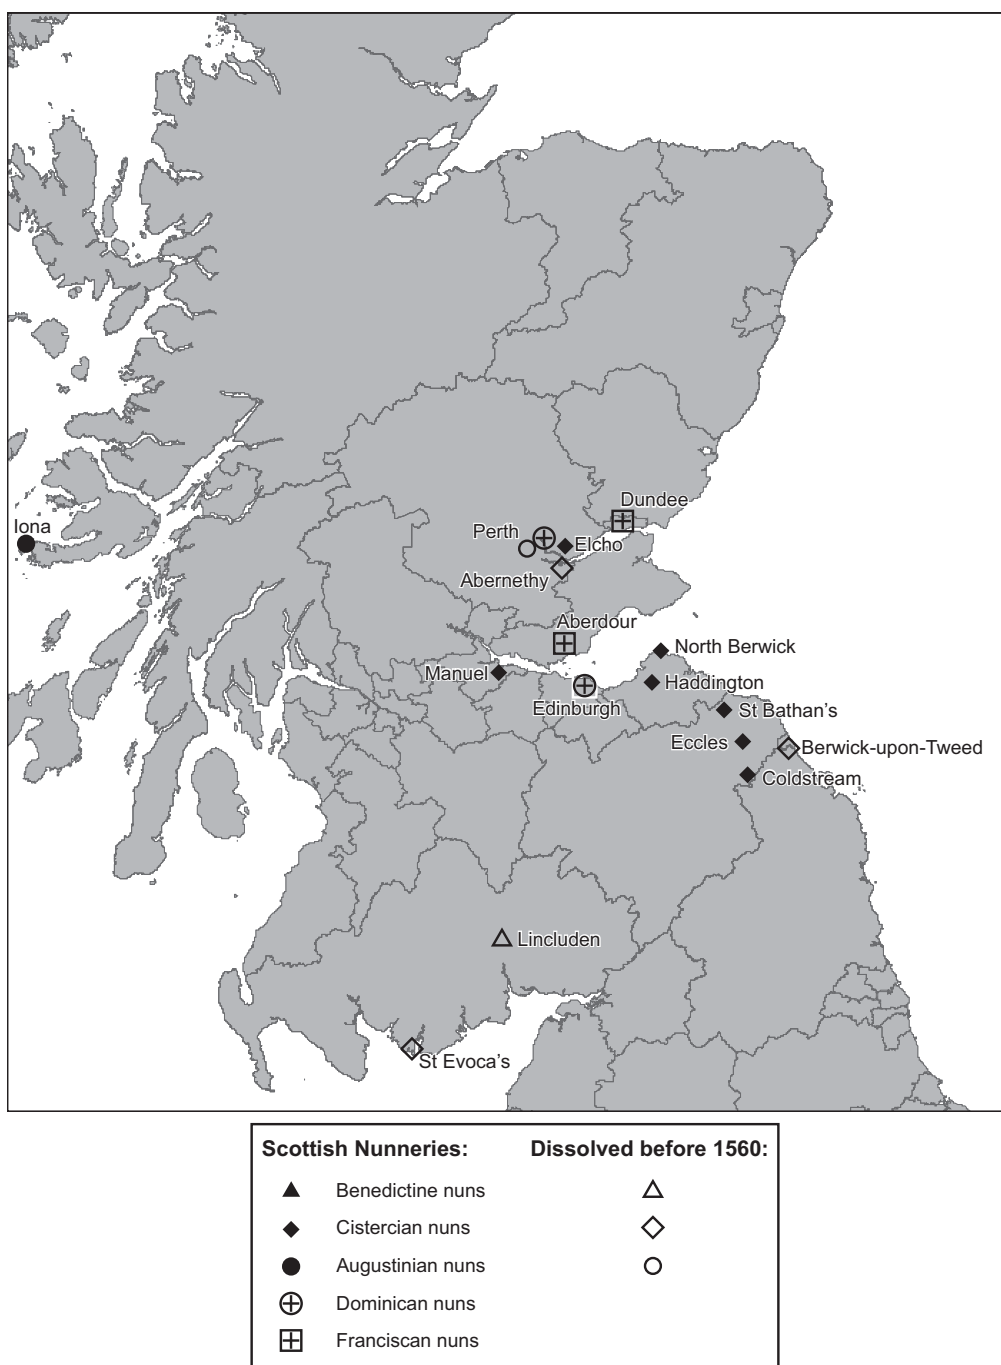 Iona
Dundee
Perth
Elcho
Abernethy
Aberdour
North Berwick
Manuel
Haddington
Edinburgh
St Bathan’s
Eccles
Berwick-upon-Tweed
Coldstream
Lincluden
St Evoca’s
Scottish Nunneries: Dissolved before 1560:
Benedictine nuns
Cistercian nuns
Augustinian nuns
Dominican nuns
Franciscan nuns